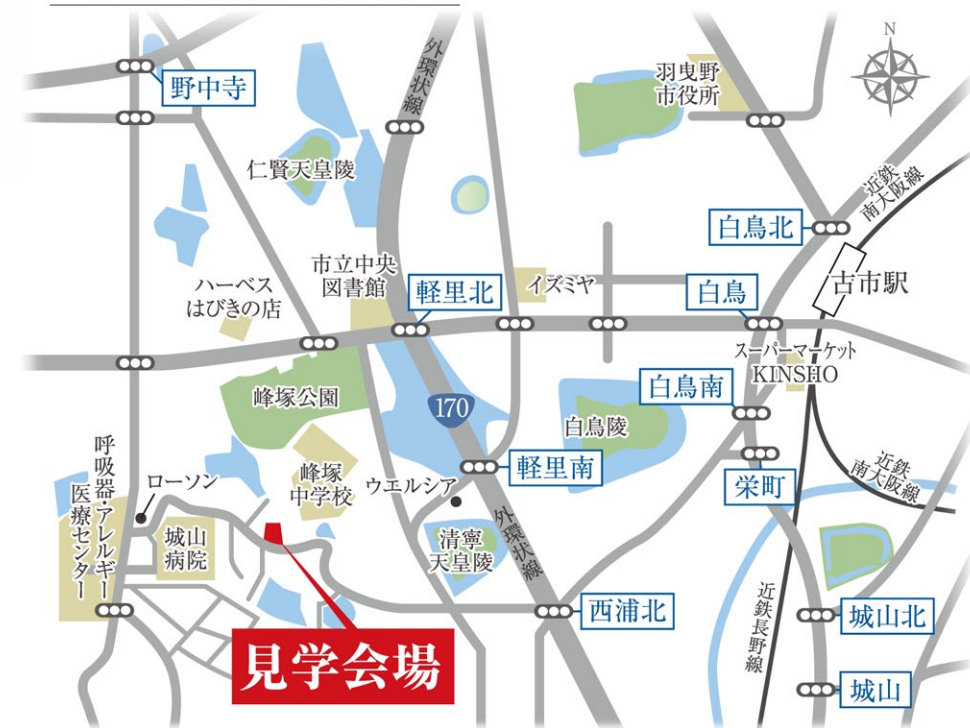 N
野中寺
外環状線
羽曳野
市役所
仁賢天皇陵
近鉄
南大阪線
白鳥北
市立中央
図書館
ハーベス
はびきの店
軽里北
イズミヤ
白鳥
古市駅
スーパーマーケット
KINSHO
白鳥南
峰塚公園
170
白鳥陵
呼吸器・アレルギー
医療センター
ローソン
峰塚
中学校
ウエルシア
軽里南
栄町
近鉄
南大阪線
城山
病院
清寧
天皇陵
外環状線
西浦北
近鉄長野線
城山北
見学会場
城山